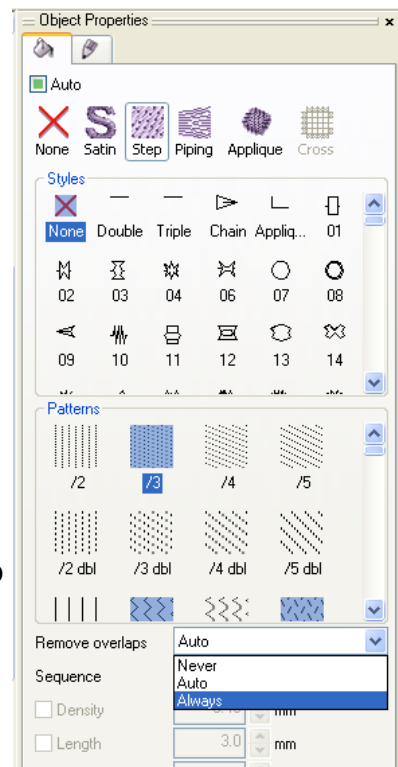 Object Properties
Auto
None Satin Step Piping Applique Cross
Styles
None Double Triple Chain Appliq... 01
02 03 04 06 07 08
09 10 11 12 13 14
Patterns
/2 /3 /4 /5
/2 dbl /3 dbl /4 dbl /5 dbl
Remove overlaps Auto
Never
Sequence
Auto
Always
Density mm
Length 3.0 mm